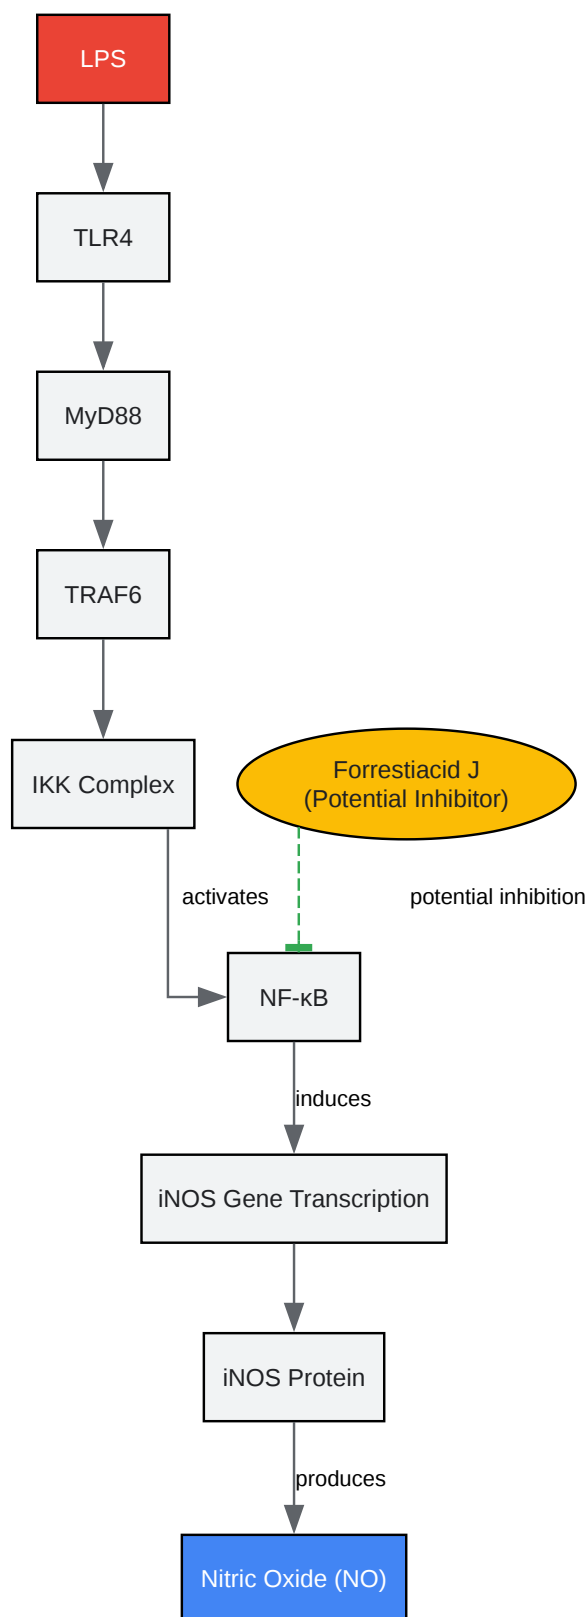 LPS
TLR4
MyD88
TRAF6
IKK Complex
Forrestiacid J
(Potential Inhibitor)
activates
potential inhibition
NF-κB
induces
iNOS Gene Transcription
iNOS Protein
produces
Nitric Oxide (NO)